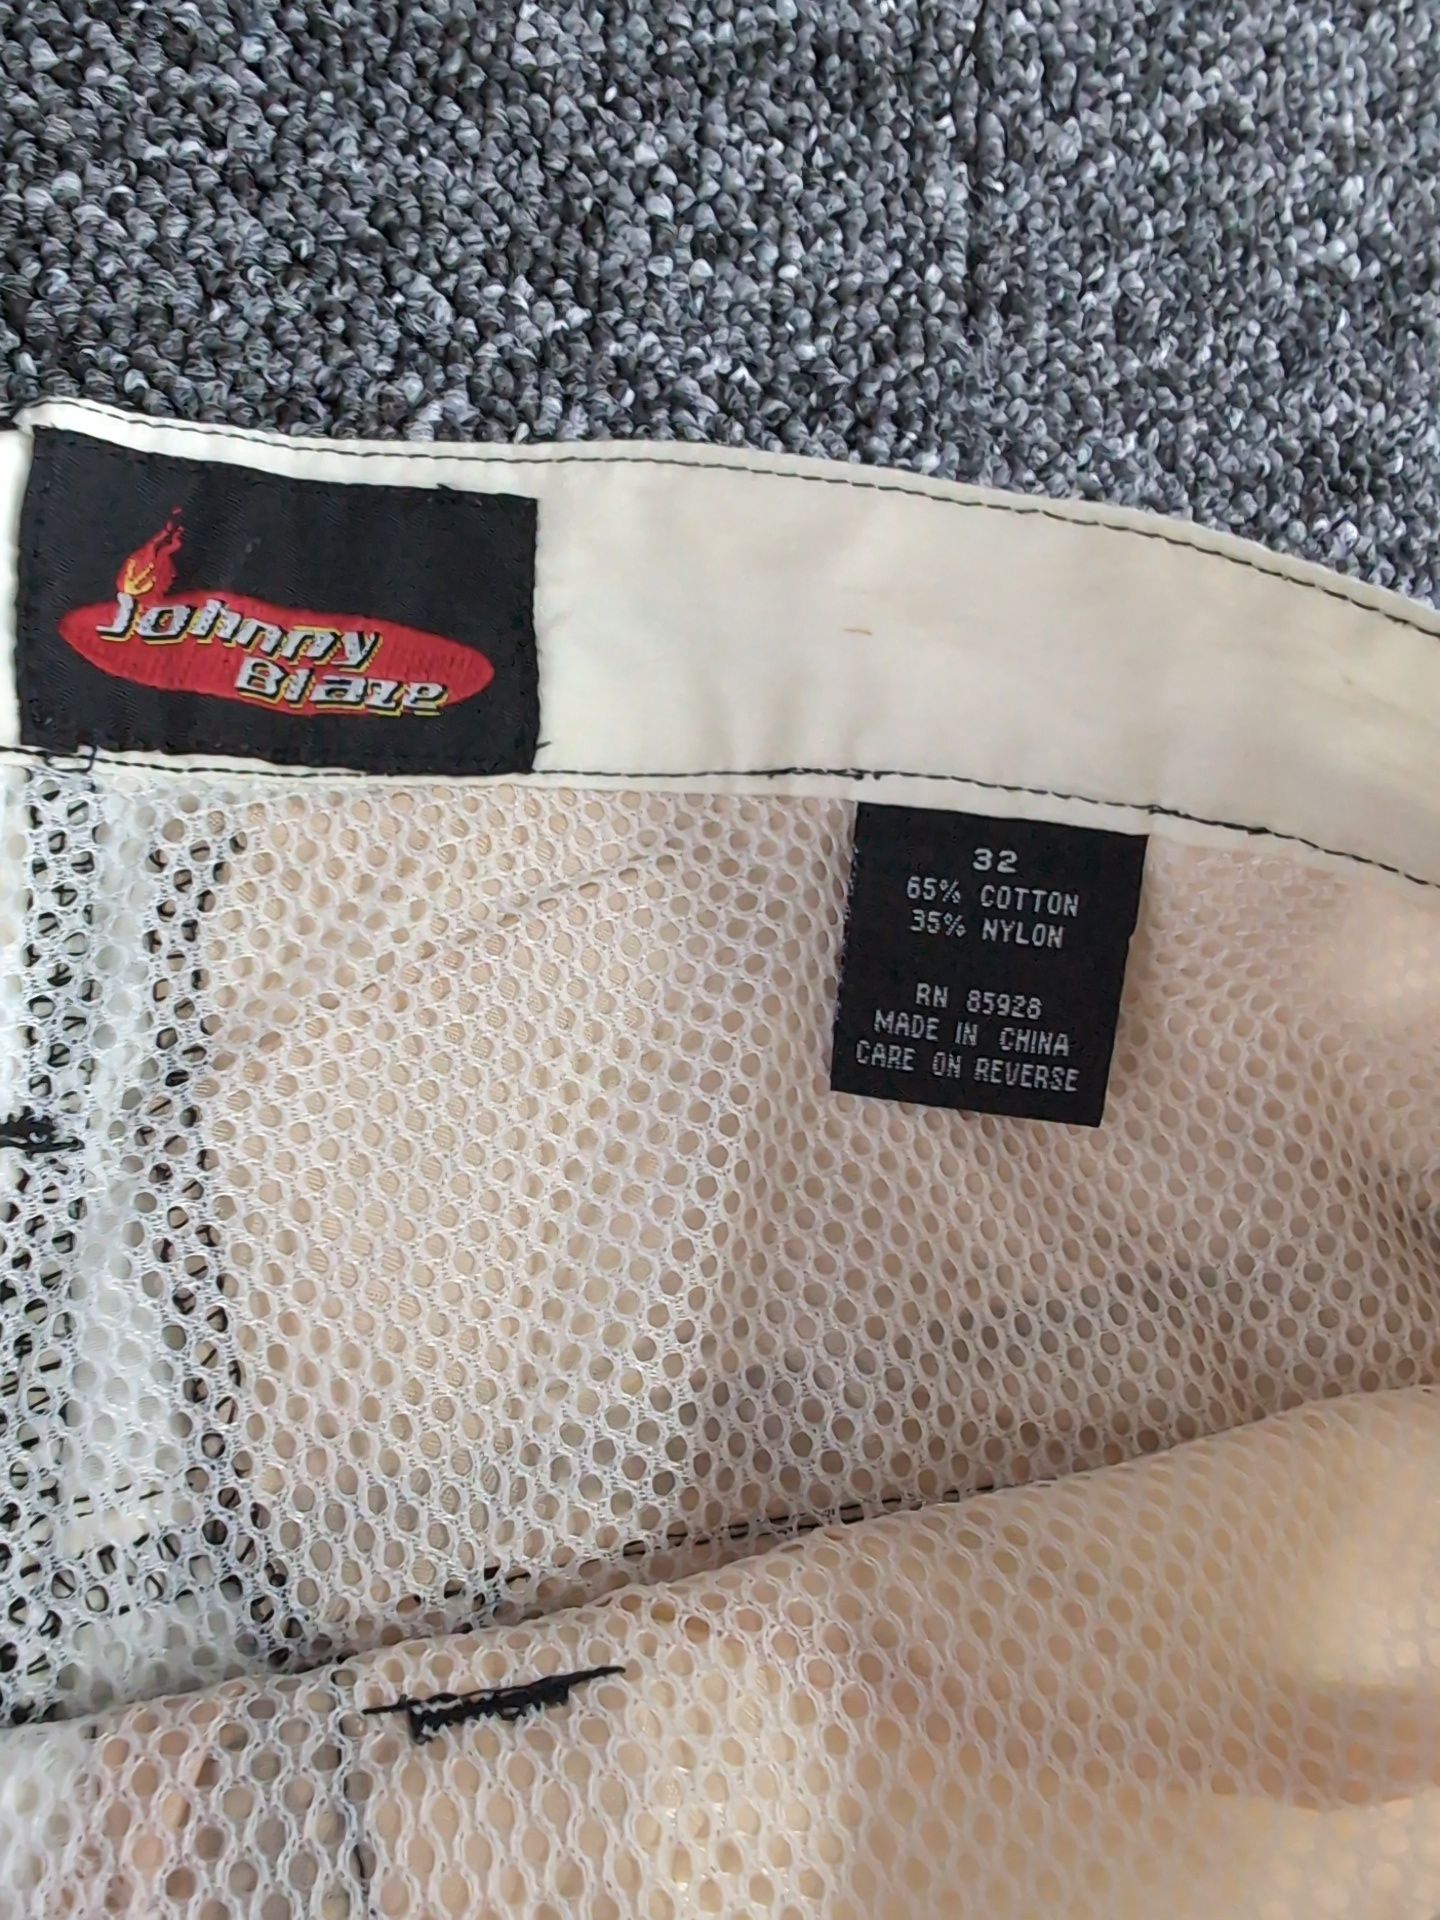 Johnny
Blaze
32
65% COTTON
35% NYLON
RN 85928
MADE IN CHINA
CARE ON REVERSE